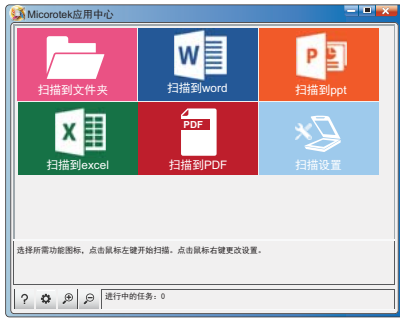 Micorotek应用中心
扫描到文件夹
W
扫描到word
P
扫描到ppt
X
扫描到excel
PDF
扫描到PDF
扫描设置
选择所需功能图标，点击鼠标左键开始扫描。点击鼠标右键更改设置。
?
进行中的任务：0